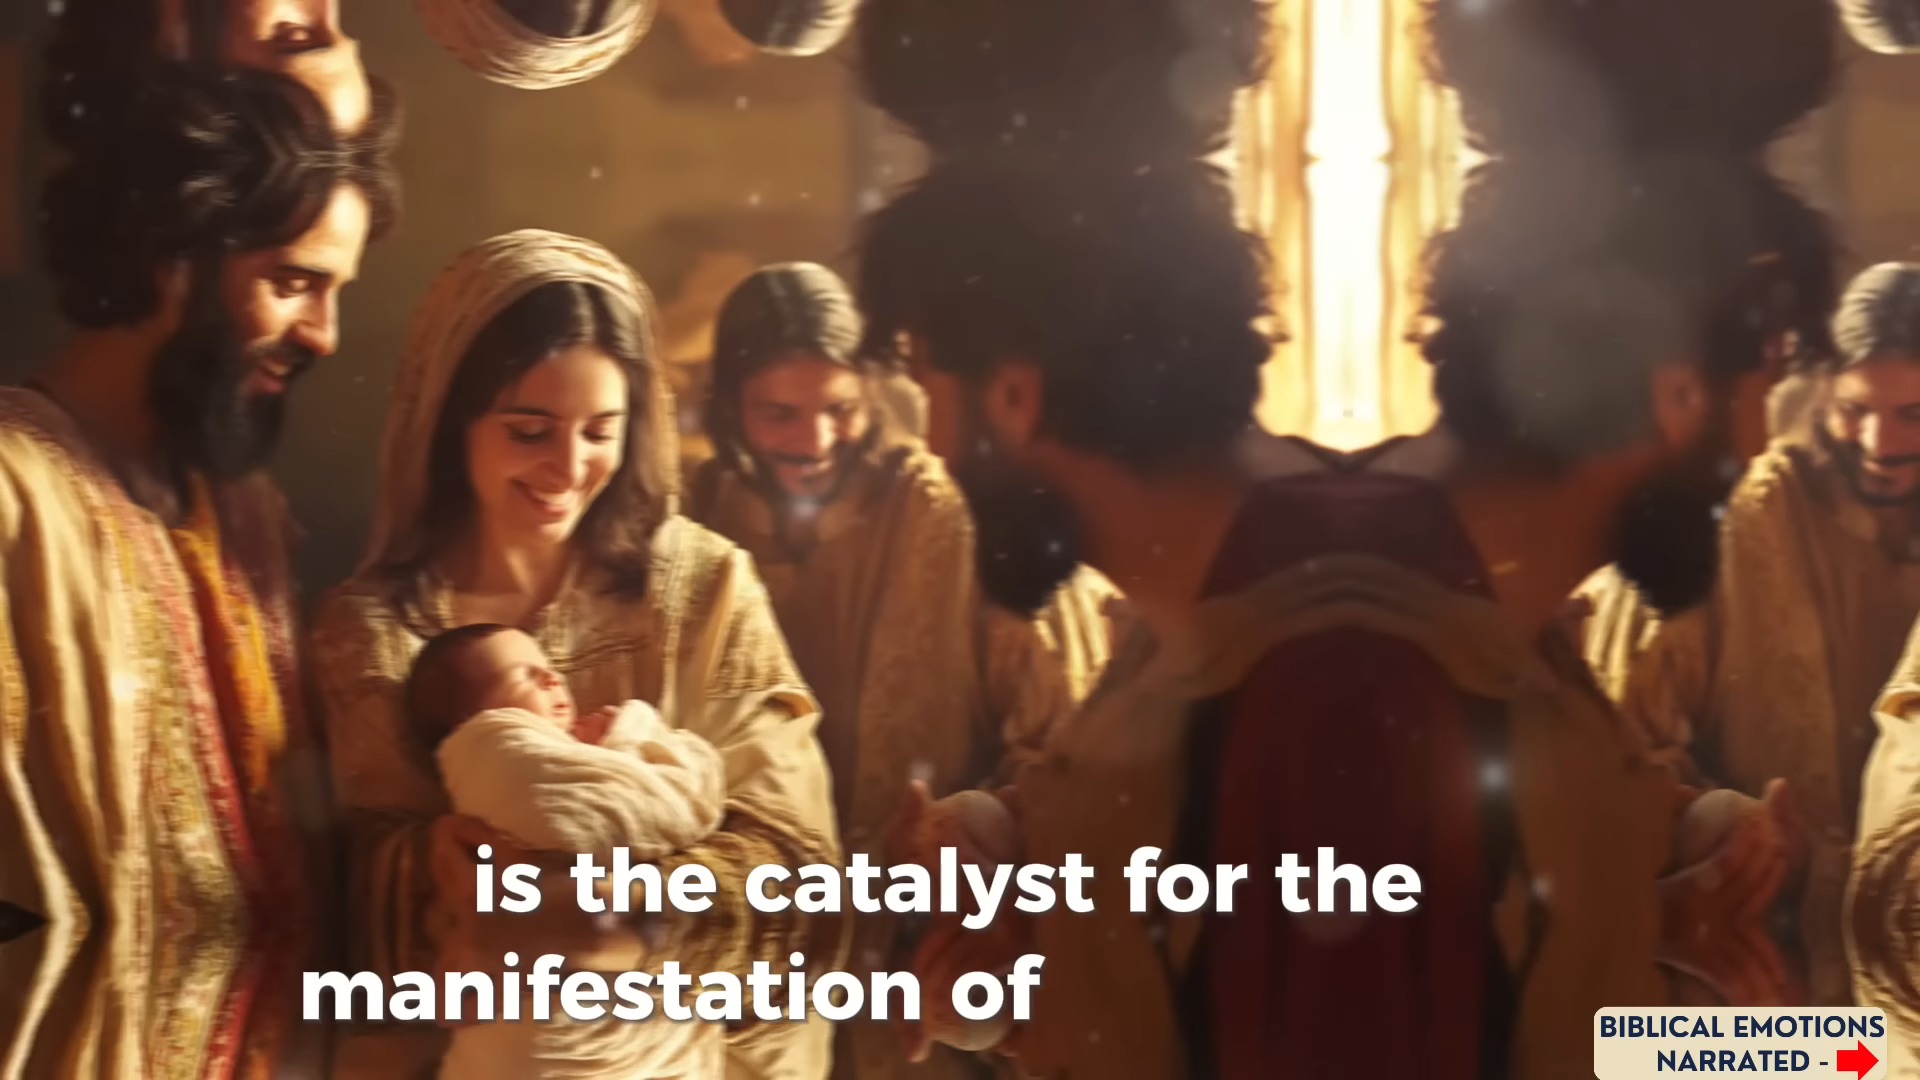 is the catalyst for the
manifestation of
BIBLICAL EMOTIONS
NARRATED -